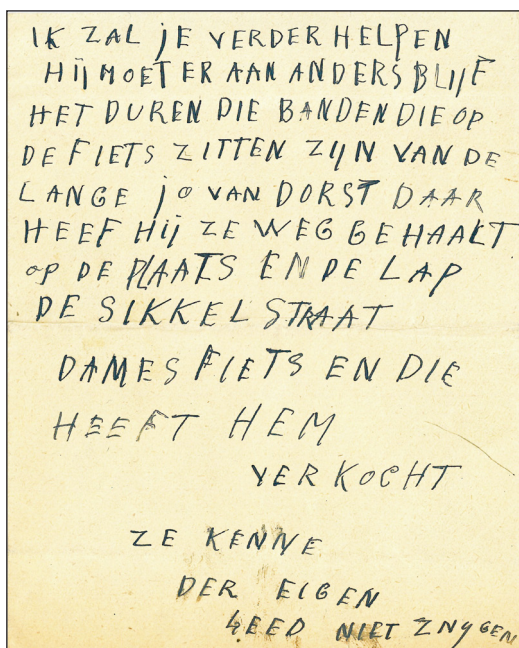 IK ZAL jE VERDER HELPEN
Hij MOET ER AAN ANDERS BLIJF
HET DUREN DIE BANDEN DIE OP
DE FIETS ZITTEN ZIJN VAN DE
LANGE jO VAN DORST DAAR
HEEF Hij ZE WEG GEHAALT
OP DE PLAATS EN DE LAP
DE SIKKEL STRAAT
DAMES FIETS EN DIE
HEEFT HEM
VERKOCHT
ZE KENNE
DER EIGEN
LEED NIET ZNYGEN